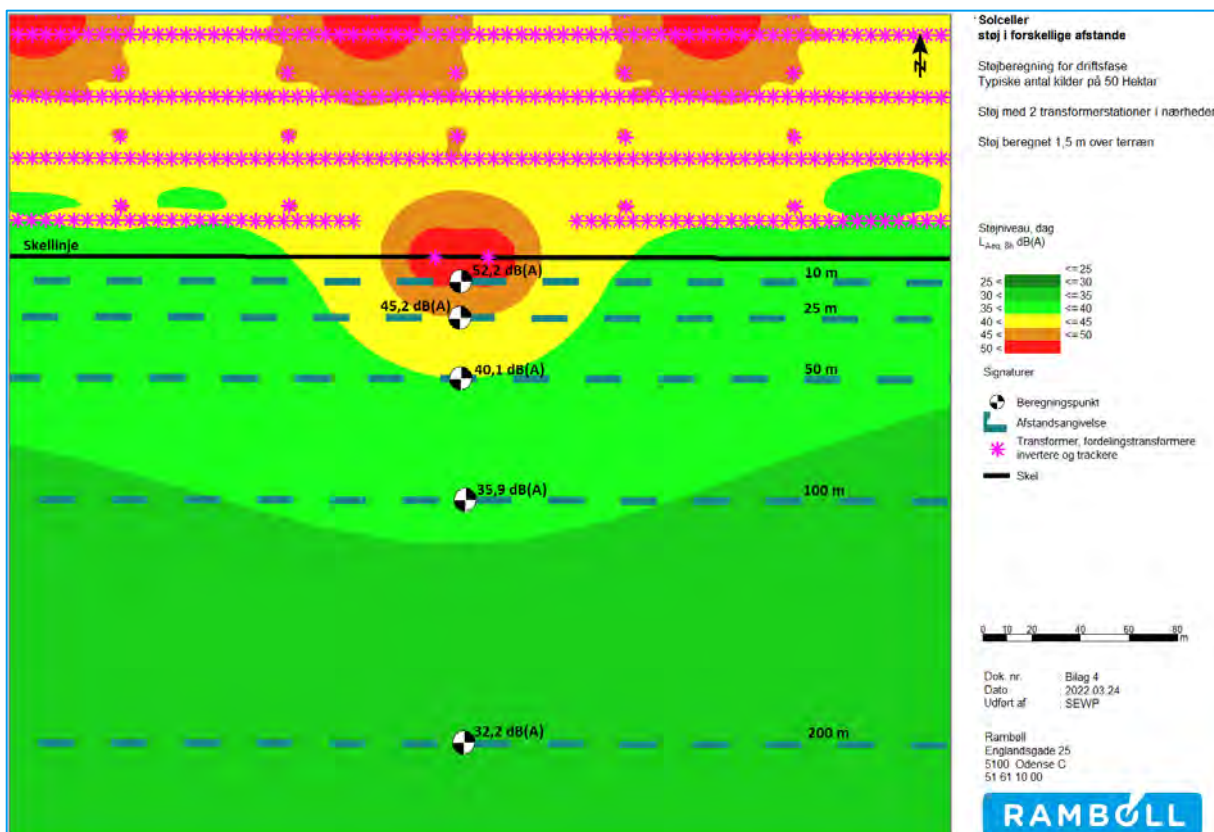 Solceller
støj i forskellige afstande
Støjberegning for driftsfase
Typiske antal kilder på 50 Hektar
Støj med 2 transformerstationer i nærheder
Støj beregnet 1,5 m over terræn
N
Skellinje
52,2 dB(A)
10 m
45,2 dB(A)
25 m
40,1 dB(A)
50 m
35,9 dB(A)
100 m
32,2 dB(A)
200 m
Støjniveau, dag
LAeq, 8h dB(A)
<=25
25 < <=30
30 < <=35
35 < <=40
40 < <=45
45 < <=50
50 <
Signaturer
Beregningspunkt
Afstandsangivelse
Transformer, fordelingstransformere
invertere og trackere
Skel
0 10 20 40 60 80
m
Dok. nr. : Bilag 4
Dato : 2022.03.24
Udført af : SEWP
Rambøll
Englandsgade 25
5100 Odense C
51 61 10 00
RAMBOLL